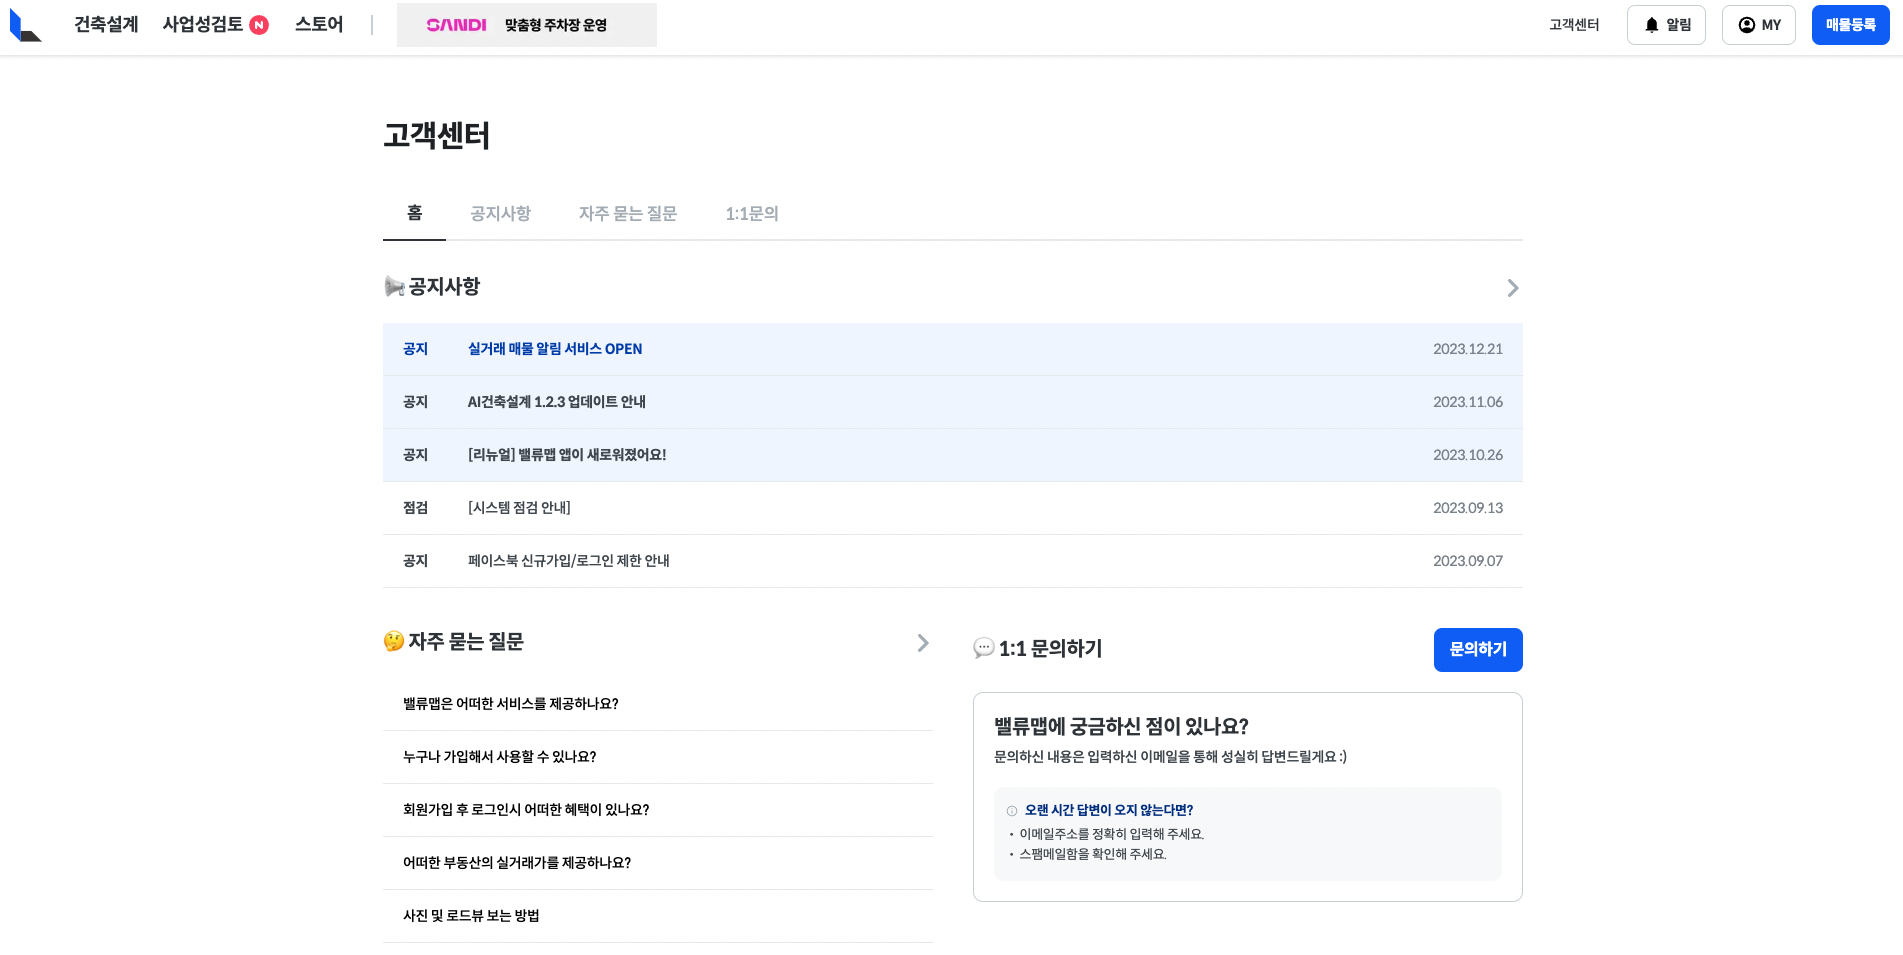 건축설계 사업성검토 N 스토어 SANDI 맞춤형 주차장 운영 고객센터 알림 MY 매물등록
고객센터
홈 공지사항 자주 묻는 질문 1:1문의
공지사항
공지 실거래 매물 알림 서비스 OPEN 2023.12.21
공지 AI건축설계 1.2.3 업데이트 안내 2023.11.06
공지 [리뉴얼] 밸류맵 앱이 새로워졌어요! 2023.10.26
점검 [시스템 점검 안내] 2023.09.13
공지 페이스북 신규가입/로그인 제한 안내 2023.09.07
자주 묻는 질문
밸류맵은 어떠한 서비스를 제공하나요?
누구나 가입해서 사용할 수 있나요?
회원가입 후 로그인시 어떠한 혜택이 있나요?
어떠한 부동산의 실거래가를 제공하나요?
사진 및 로드뷰 보는 방법
1:1 문의하기 문의하기
밸류맵에 궁금하신 점이 있나요?
문의하신 내용은 입력하신 이메일을 통해 성실히 답변드릴게요 :)
오랜 시간 답변이 오지 않는다면?
• 이메일주소를 정확히 입력해 주세요.
• 스팸메일함을 확인해 주세요.